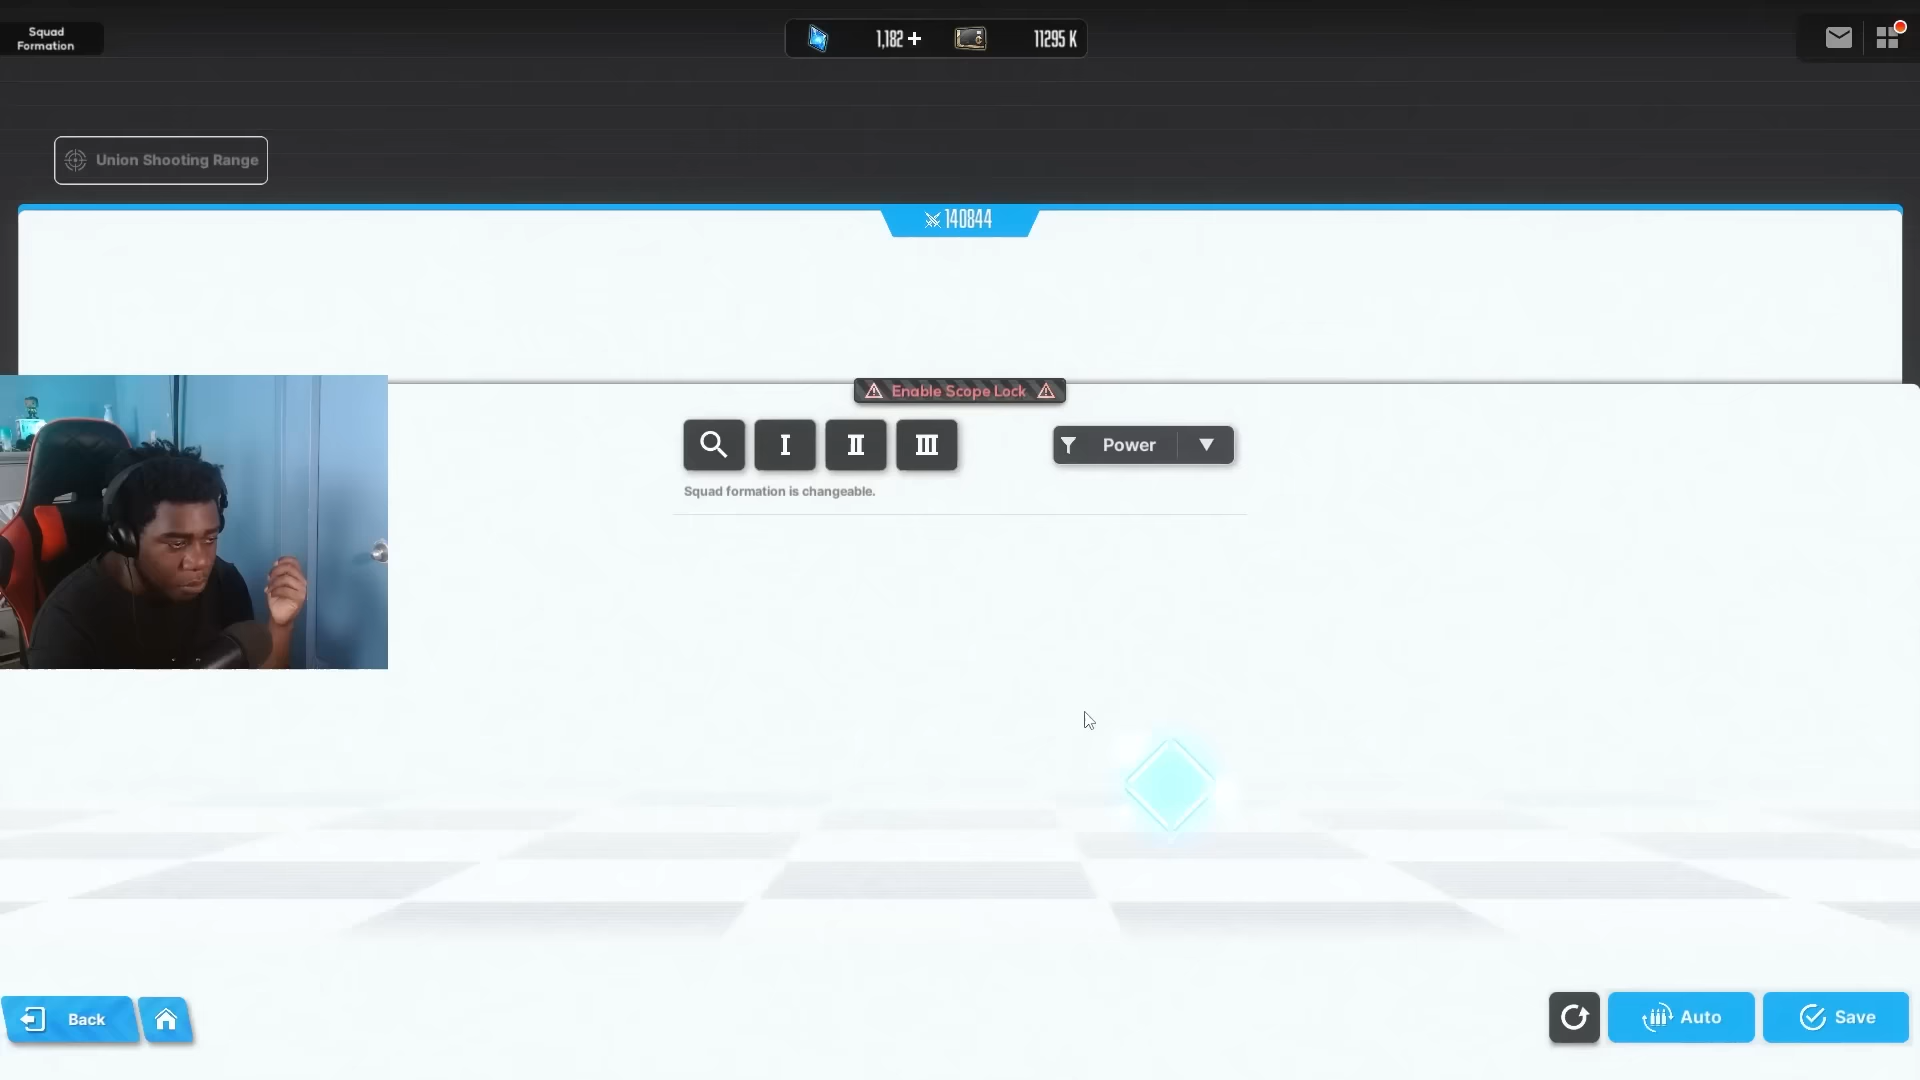 Squad
Formation
1,182 +
11295 K
Union Shooting Range
140844
Enable Scope Lock
I
II
III
Power
Squad formation is changeable.
Back
Auto
Save